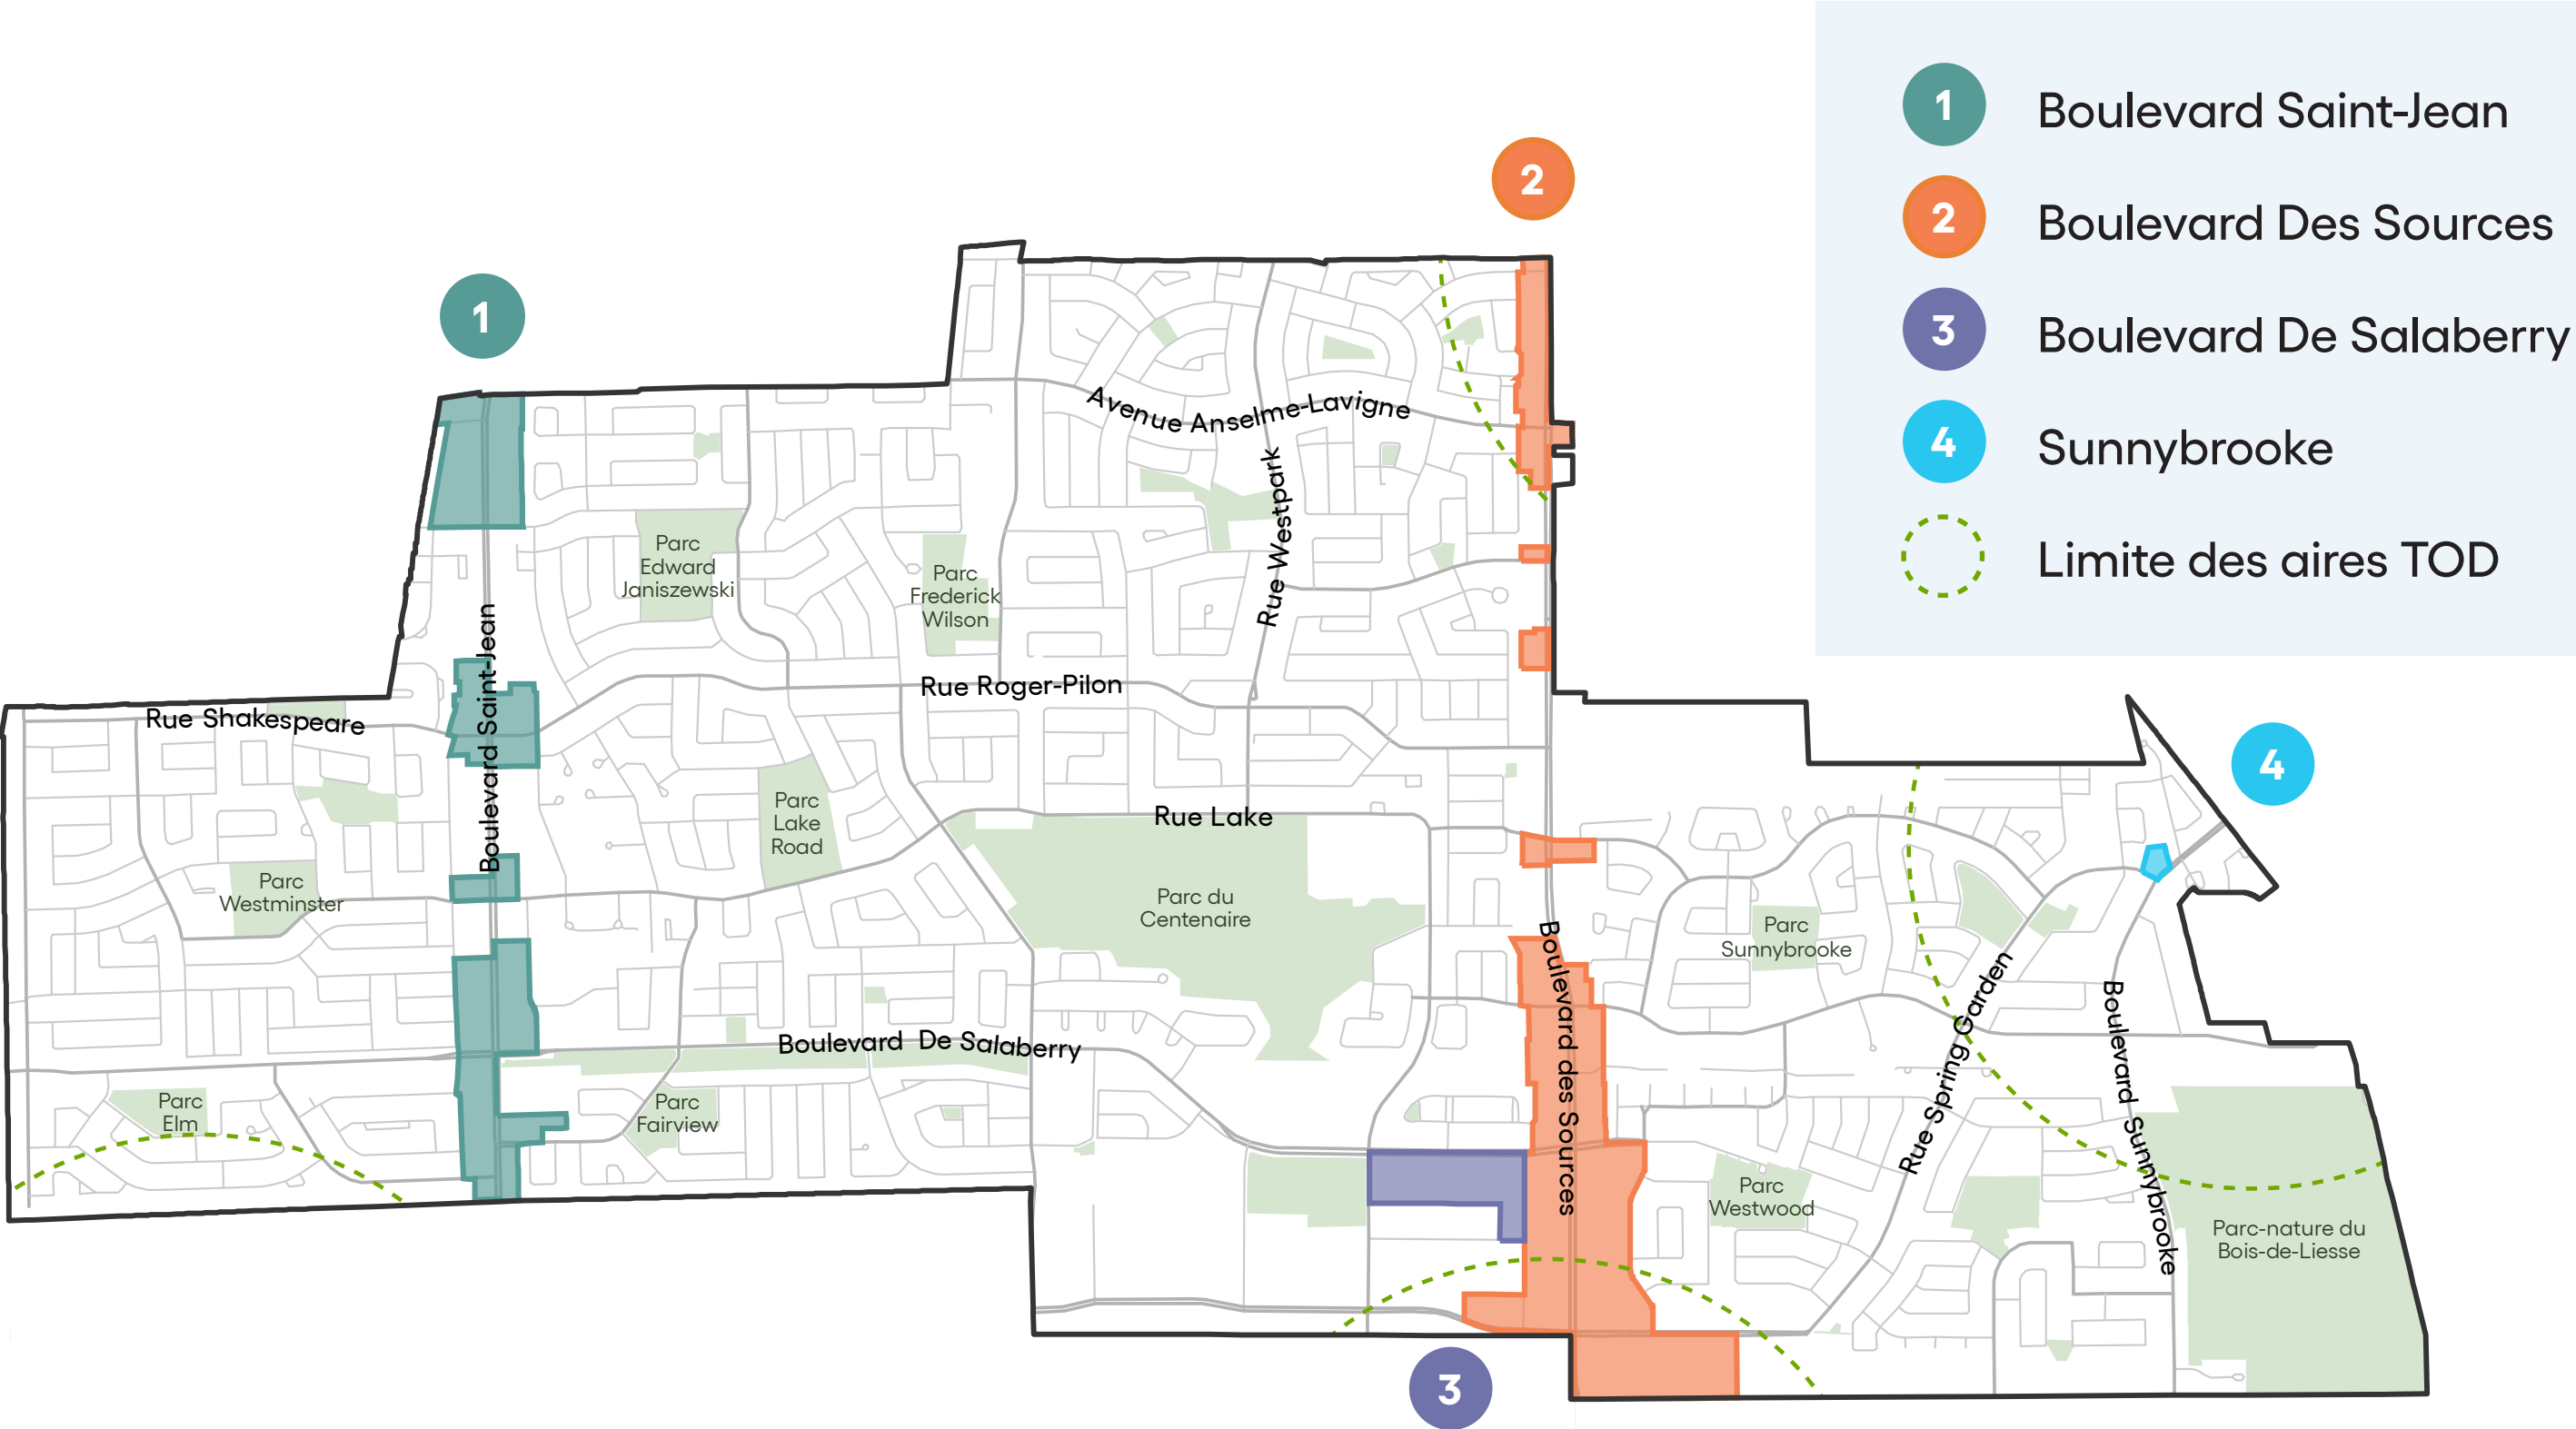 1 Boulevard Saint-Jean
2 Boulevard Des Sources
3 Boulevard De Salaberry
4 Sunnybrooke
Limite des aires TOD
2
1
Avenue Anselme-Lavigne
Rue Westpark
Parc
Edward
Janiszewski
Parc
Frederick
Wilson
Boulevard Saint-Jean
Rue Roger-Pilon
Rue Shakespeare
4
Parc
Lake
Road
Rue Lake
Parc
Westminster
Parc du
Centenaire
Parc
Sunnybrooke
Boulevard des Sources
Rue Spring Garden
Boulevard Sunnybrooke
Boulevard De Salaberry
Parc
Elm
Parc
Fairview
Parc
Westwood
Parc-nature du
Bois-de-Liesse
3